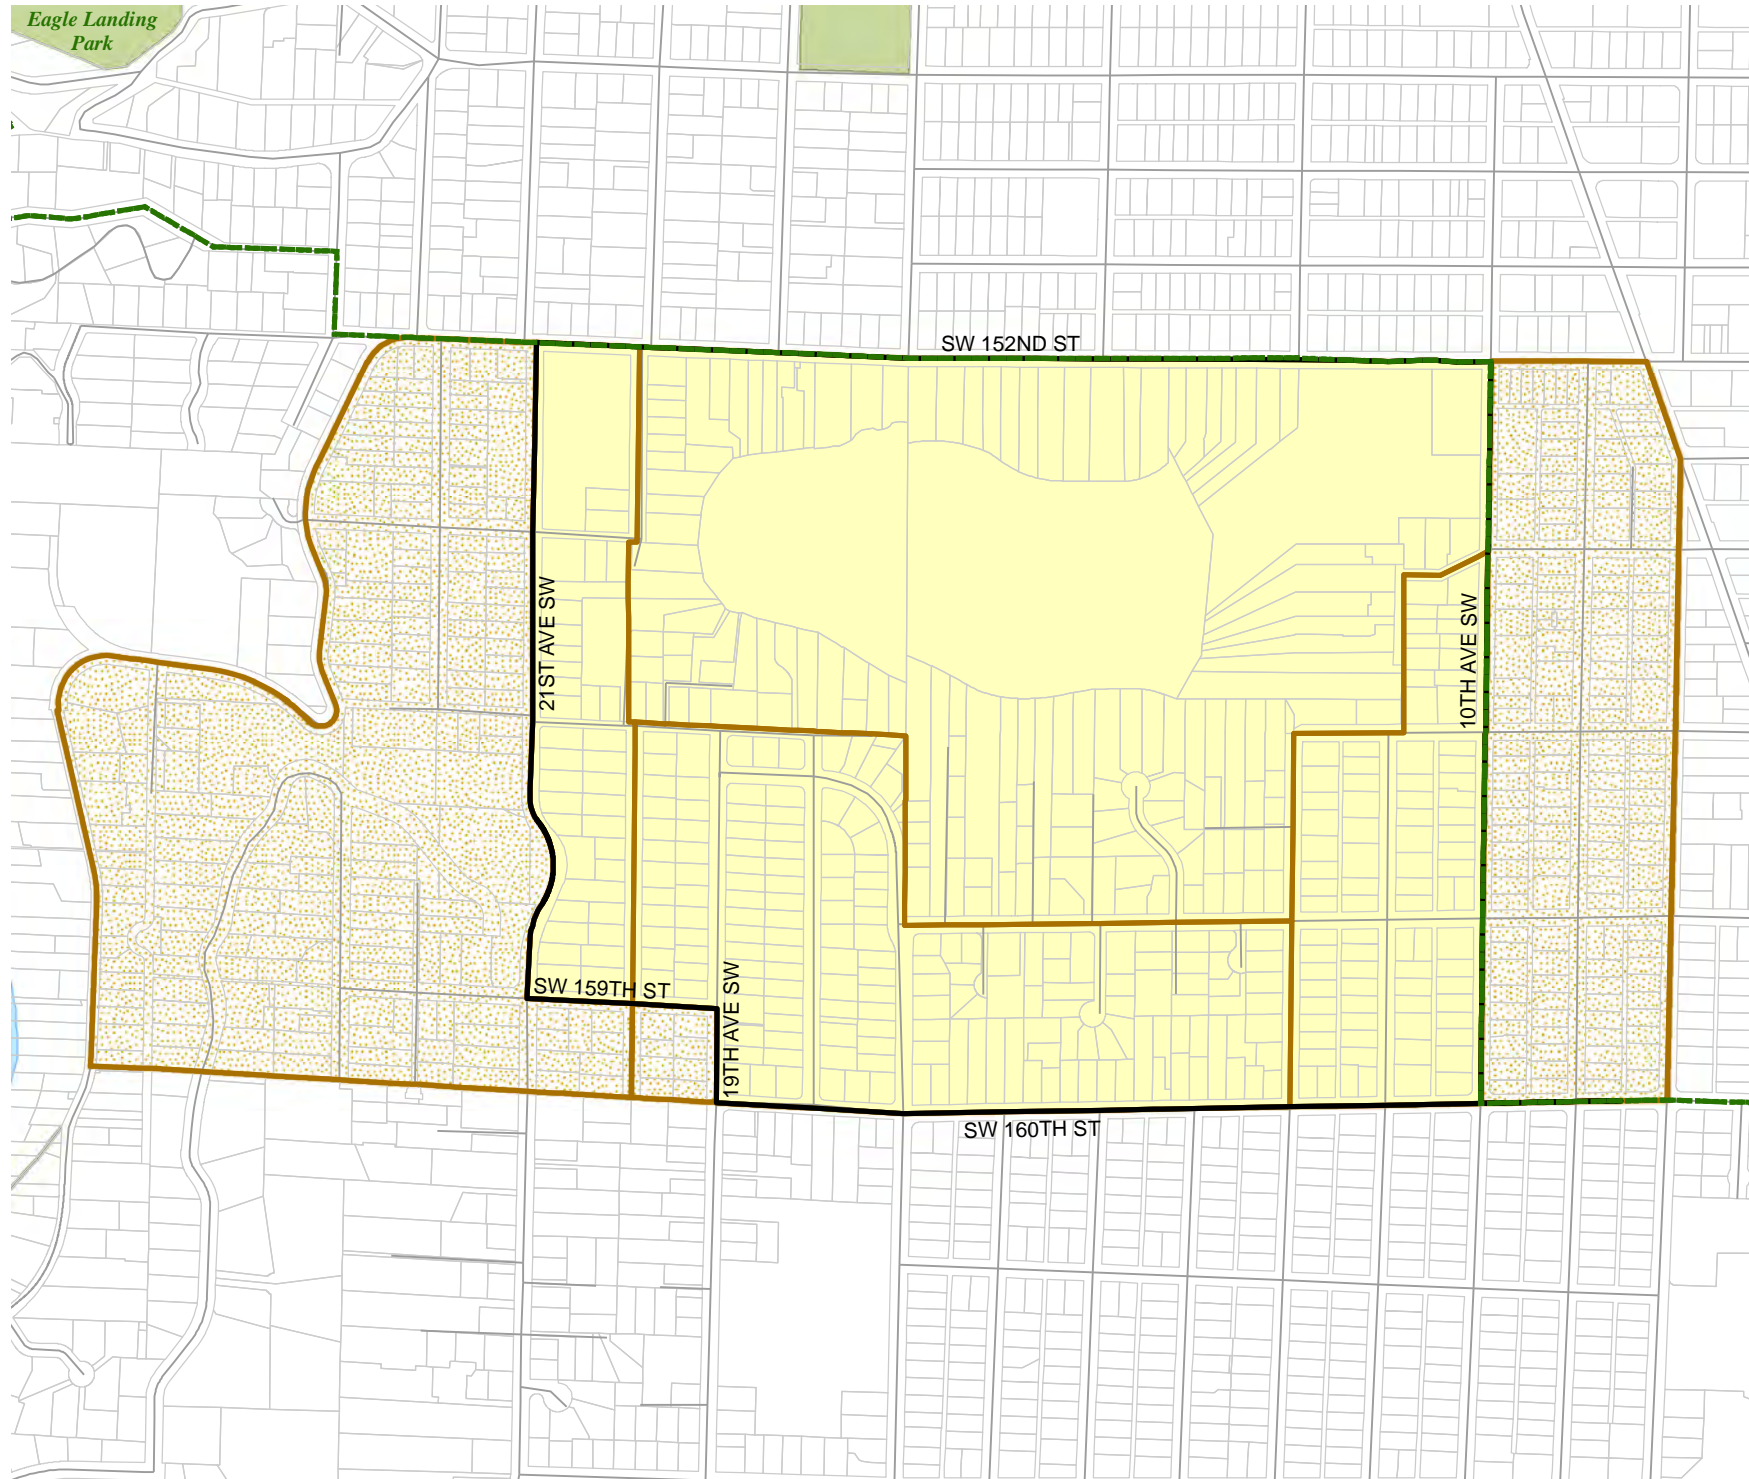 Eagle Landing
Park
SW 152ND ST
21ST AVE SW
10TH AVE SW
SW 159TH ST
19TH AVE SW
SW 160TH ST